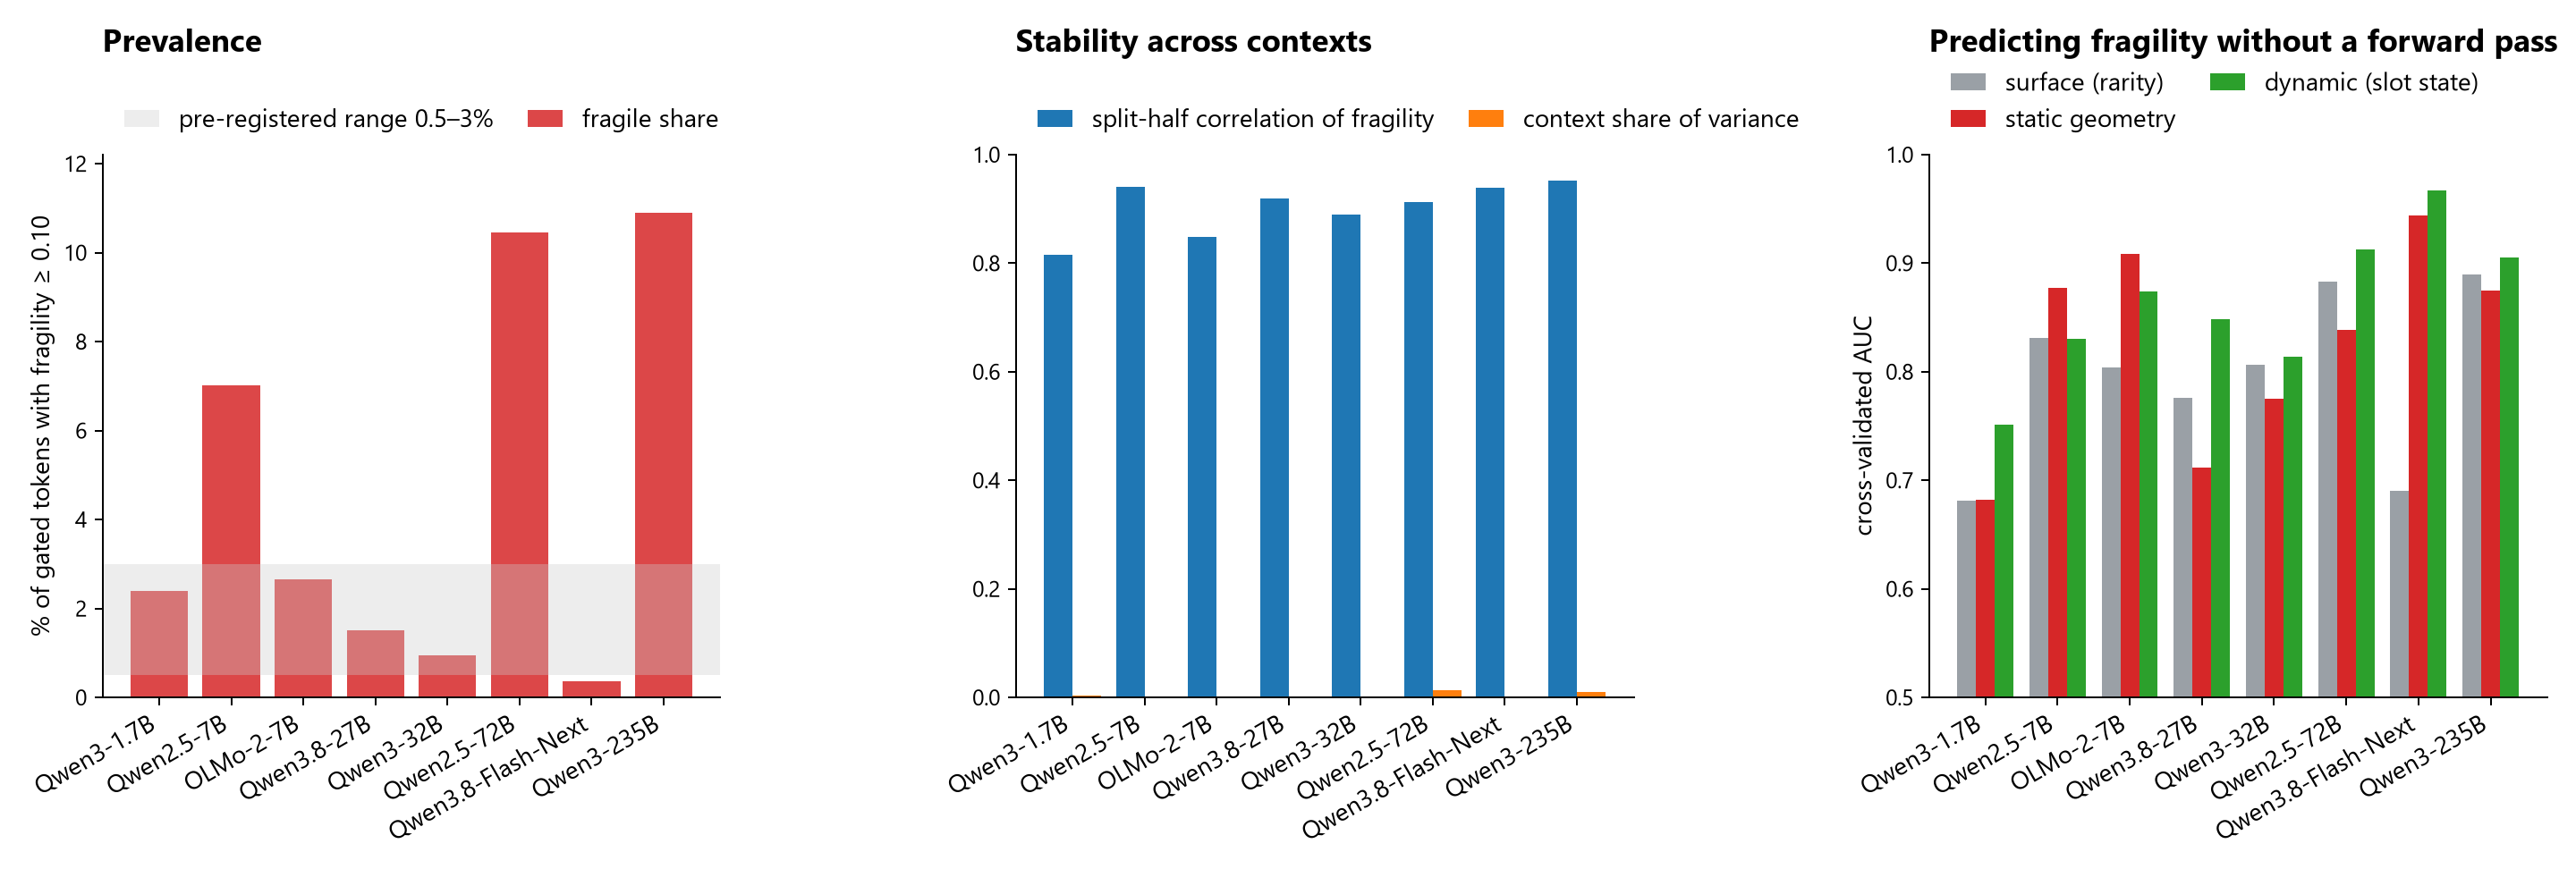 Prevalence
pre-registered range 0.5–3%
fragile share
% of gated tokens with fragility ≥ 0.10
12
10
8
6
4
2
0
Qwen3-1.7B
Qwen2.5-7B
OLMo-2-7B
Qwen3.8-27B
Qwen3-32B
Qwen2.5-72B
Qwen3.8-Flash-Next
Qwen3-235B
Stability across contexts
split-half correlation of fragility
context share of variance
1.0
0.8
0.6
0.4
0.2
0.0
Qwen3-1.7B
Qwen2.5-7B
OLMo-2-7B
Qwen3.8-27B
Qwen3-32B
Qwen2.5-72B
Qwen3.8-Flash-Next
Qwen3-235B
Predicting fragility without a forward pass
surface (rarity)
dynamic (slot state)
static geometry
cross-validated AUC
1.0
0.9
0.8
0.7
0.6
0.5
Qwen3-1.7B
Qwen2.5-7B
OLMo-2-7B
Qwen3.8-27B
Qwen3-32B
Qwen2.5-72B
Qwen3.8-Flash-Next
Qwen3-235B